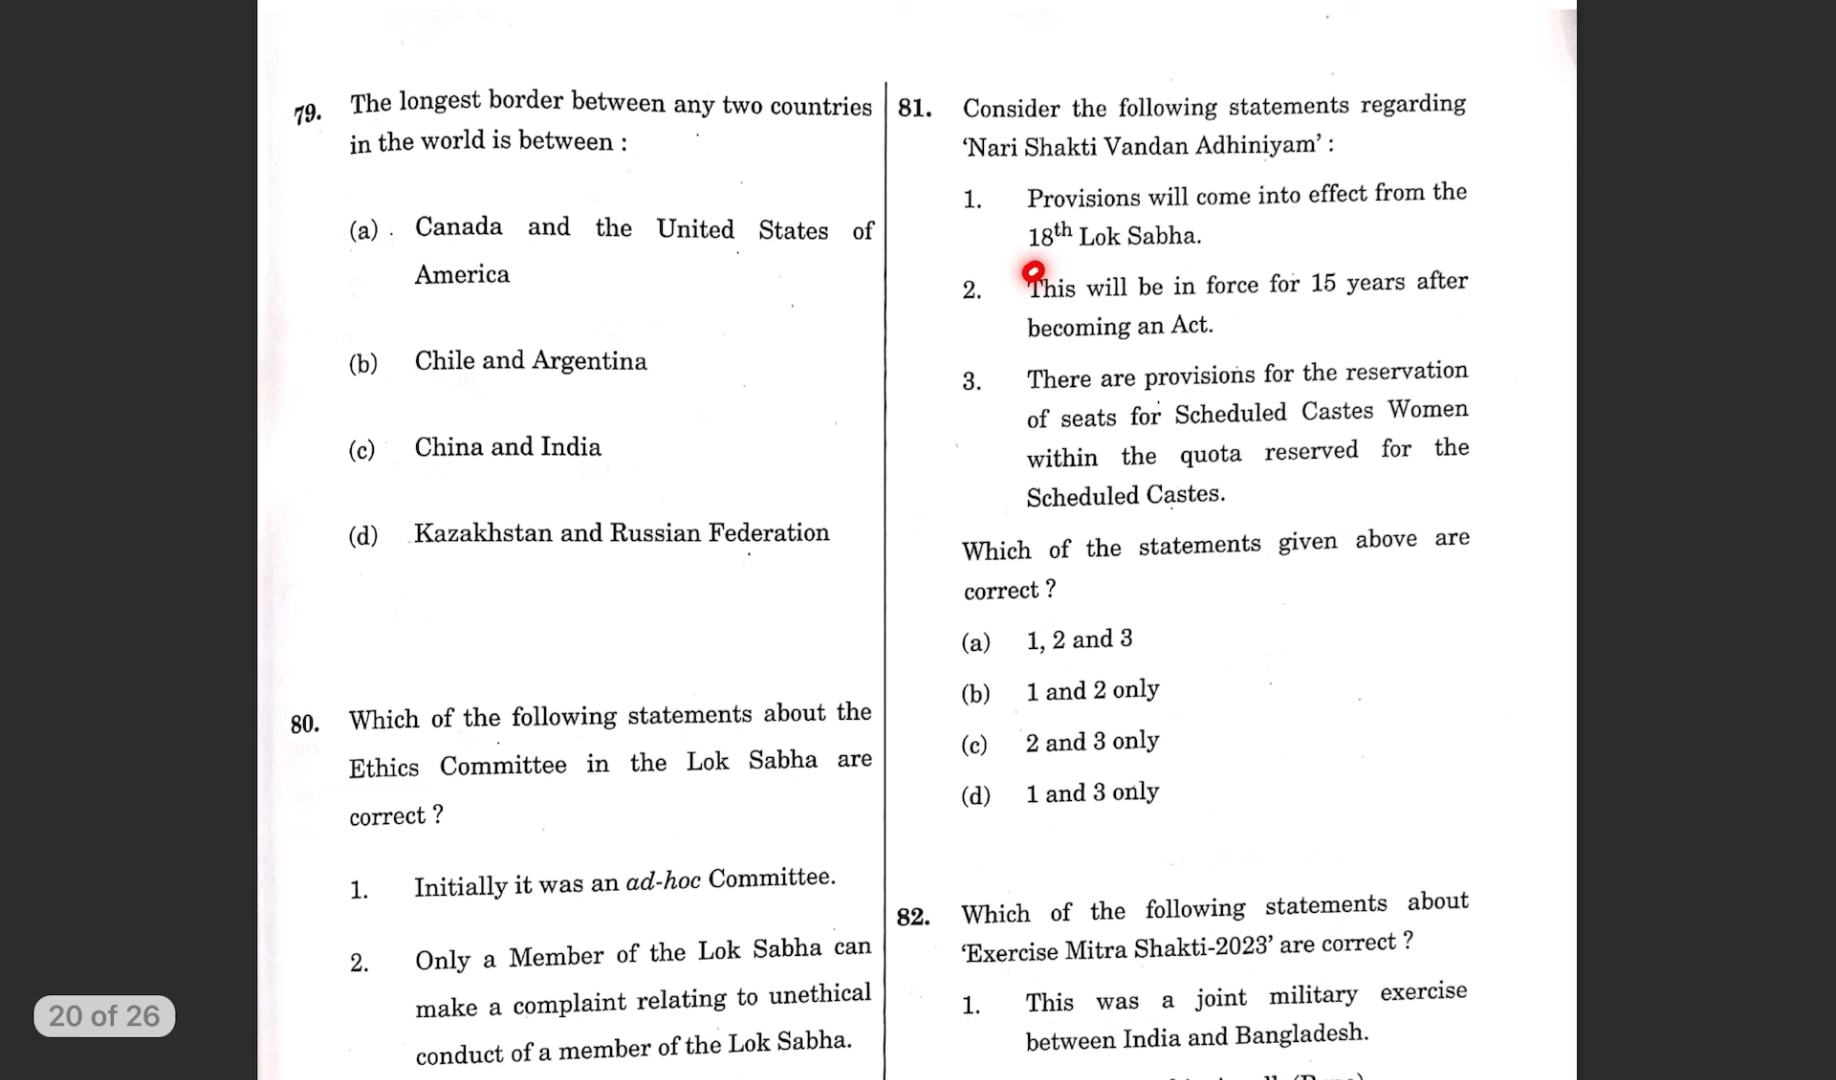 79. The longest border between any two countries
in the world is between :
(a) Canada and the United States of
America
(b) Chile and Argentina
(c) China and India
(d) Kazakhstan and Russian Federation
80. Which of the following statements about the
Ethics Committee in the Lok Sabha are
correct ?
1. Initially it was an ad-hoc Committee.
2. Only a Member of the Lok Sabha can
make a complaint relating to unethical
conduct of a member of the Lok Sabha.
81. Consider the following statements regarding
‘Nari Shakti Vandan Adhiniyam’ :
1. Provisions will come into effect from the
18th Lok Sabha.
2. This will be in force for 15 years after
becoming an Act.
3. There are provisions for the reservation
of seats for Scheduled Castes Women
within the quota reserved for the
Scheduled Castes.
Which of the statements given above are
correct ?
(a) 1, 2 and 3
(b) 1 and 2 only
(c) 2 and 3 only
(d) 1 and 3 only
82. Which of the following statements about
‘Exercise Mitra Shakti-2023’ are correct ?
1. This was a joint military exercise
between India and Bangladesh.
20 of 26